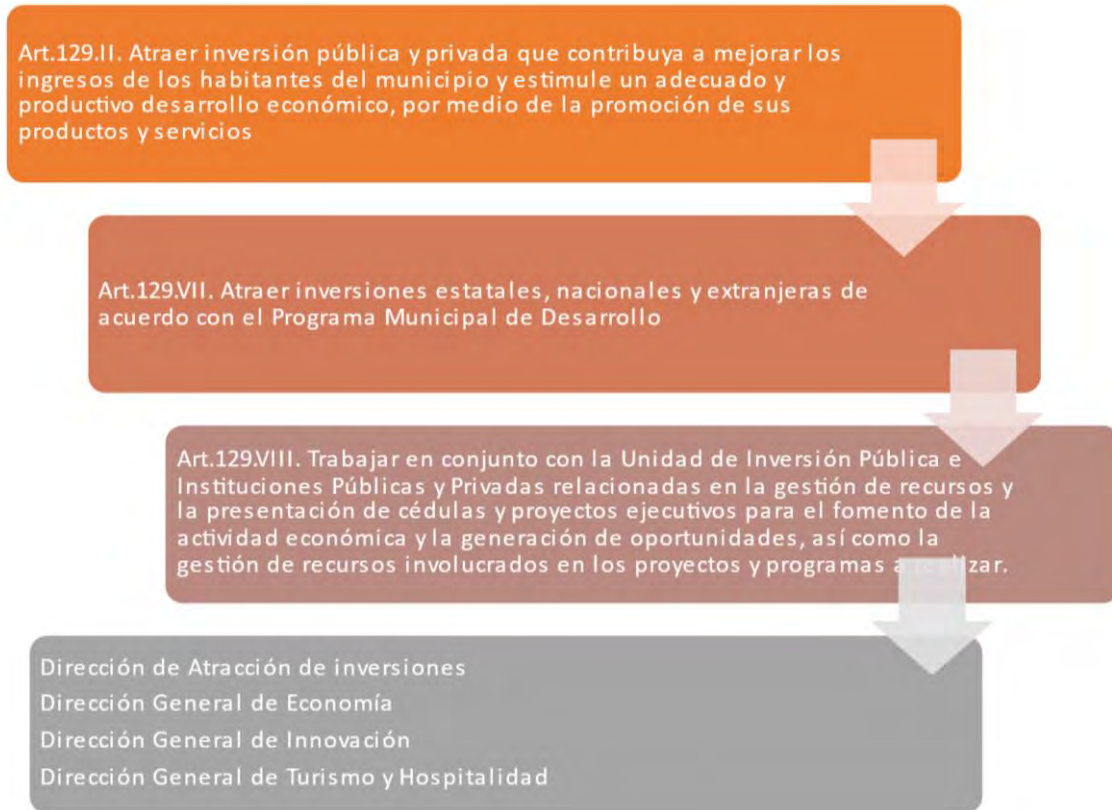 Art.129.II. Atraer inversión pública y privada que contribuya a mejorar los
ingresos de los habitantes del municipio y estimule un adecuado y
productivo desarrollo económico, por medio de la promoción de sus
productos y servicios
Art.129.VII. Atraer inversiones estatales, nacionales y extranjeras de
acuerdo con el Programa Municipal de Desarrollo
Art.129.VIII. Trabajar en conjunto con la Unidad de Inversión Pública e
Instituciones Públicas y Privadas relacionadas en la gestión de recursos y
la presentación de cédulas y proyectos ejecutivos para el fomento de la
actividad económica y la generación de oportunidades, así como la
gestión de recursos involucrados en los proyectos y programas a realizar.
Dirección de Atracción de inversiones
Dirección General de Economía
Dirección General de Innovación
Dirección General de Turismo y Hospitalidad